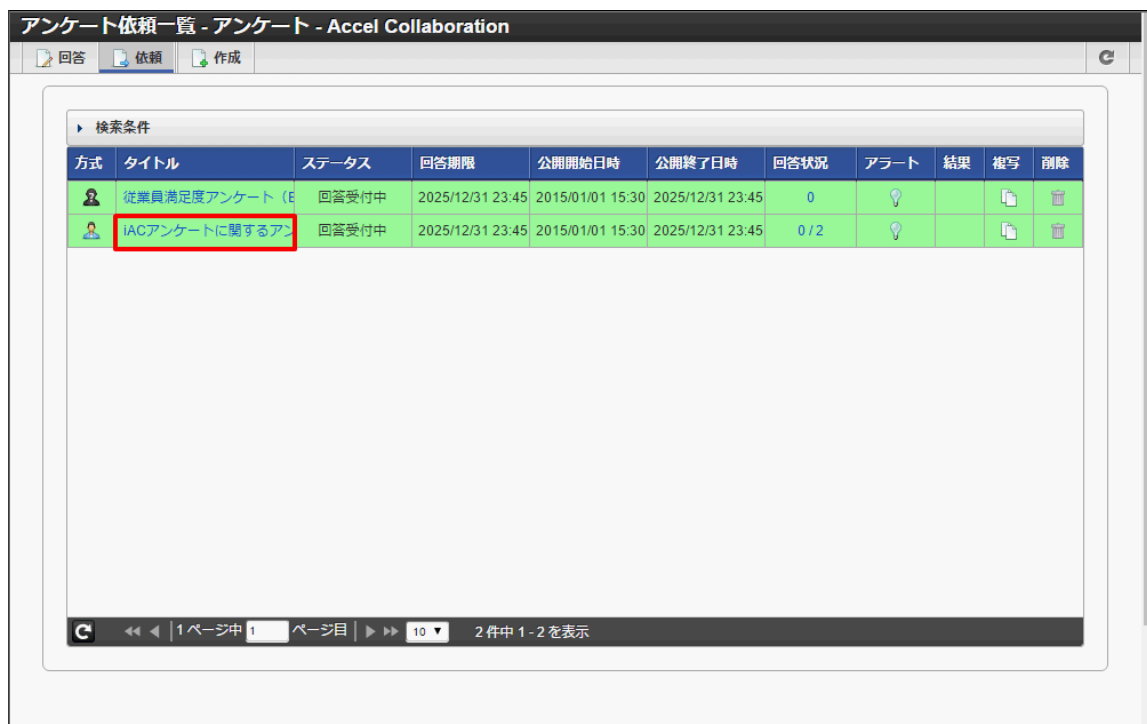 アンケート依頼一覧 - アンケート - Accel Collaboration
回答 依頼 作成
検索条件
方式 タイトル ステータス 回答期限 公開開始日時 公開終了日時 回答状況 アラート 結果 複写 削除
従業員満足度アンケート（E 回答受付中 2025/12/31 23:45 2015/01/01 15:30 2025/12/31 23:45 0
iACアンケートに関するアン 回答受付中 2025/12/31 23:45 2015/01/01 15:30 2025/12/31 23:45 0 / 2
1 ページ中 1 ページ目 10 2 件中 1 - 2 を表示